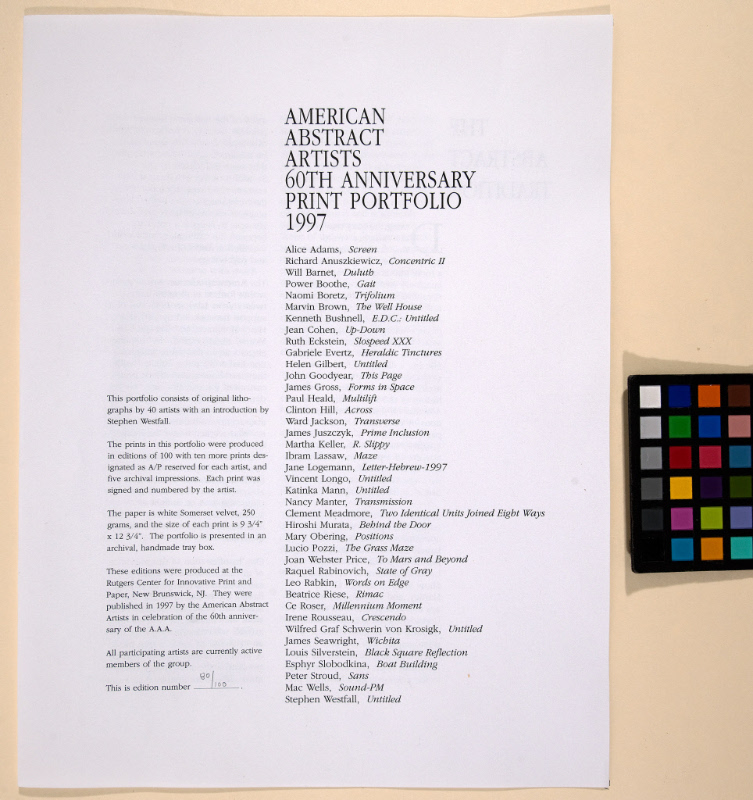 AMERICAN
ABSTRACT
ARTISTS
60TH ANNIVERSARY
PRINT PORTFOLIO
1997
Alice Adams, Screen
Richard Anuszkiewicz, Concentric II
Will Barnet, Duluth
Power Boothe, Gait
Naomi Boretz, Trifolium
Marvin Brown, The Well House
Kenneth Bushnell, E.D.C.: Untitled
Jean Cohen, Up-Down
Ruth Eckstein, Slospeed XXX
Gabriele Evertz, Heraldic Tinctures
Helen Gilbert, Untitled
John Goodyear, This Page
James Gross, Forms in Space
Paul Heald, Multilift
Clinton Hill, Across
Ward Jackson, Transverse
James Juszczyk, Prime Inclusion
Martha Keller, R. Slippy
Ibram Lassaw, Maze
Jane Logemann, Letter-Hebrew-1997
Vincent Longo, Untitled
Katinka Mann, Untitled
Nancy Manter, Transmission
Clement Meadmore, Two Identical Units Joined Eight Ways
Hiroshi Murata, Behind the Door
Mary Obering, Positions
Lucio Pozzi, The Grass Maze
Joan Webster Price, To Mars and Beyond
Raquel Rabinovich, State of Gray
Leo Rabkin, Words on Edge
Beatrice Riese, Rimac
Ce Roser, Millennium Moment
Irene Rousseau, Crescendo
Wilfred Graf Schwerin von Krosigk, Untitled
James Seawright, Wichita
Louis Silverstein, Black Square Reflection
Esphyr Slobodkina, Boat Building
Peter Stroud, Sans
Mac Wells, Sound-PM
Stephen Westfall, Untitled
This portfolio consists of original litho-
graphs by 40 artists with an introduction by
Stephen Westfall.
The prints in this portfolio were produced
in editions of 100 with ten more prints des-
ignated as A/P reserved for each artist, and
five archival impressions. Each print was
signed and numbered by the artist.
The paper is white Somerset velvet, 250
grams, and the size of each print is 9 3/4"
x 12 3/4". The portfolio is presented in an
archival, handmade tray box.
These editions were produced at the
Rutgers Center for Innovative Print and
Paper, New Brunswick, NJ. They were
published in 1997 by the American Abstract
Artists in celebration of the 60th anniver-
sary of the A.A.A.
All participating artists are currently active
members of the group.
This is edition number 80/100.